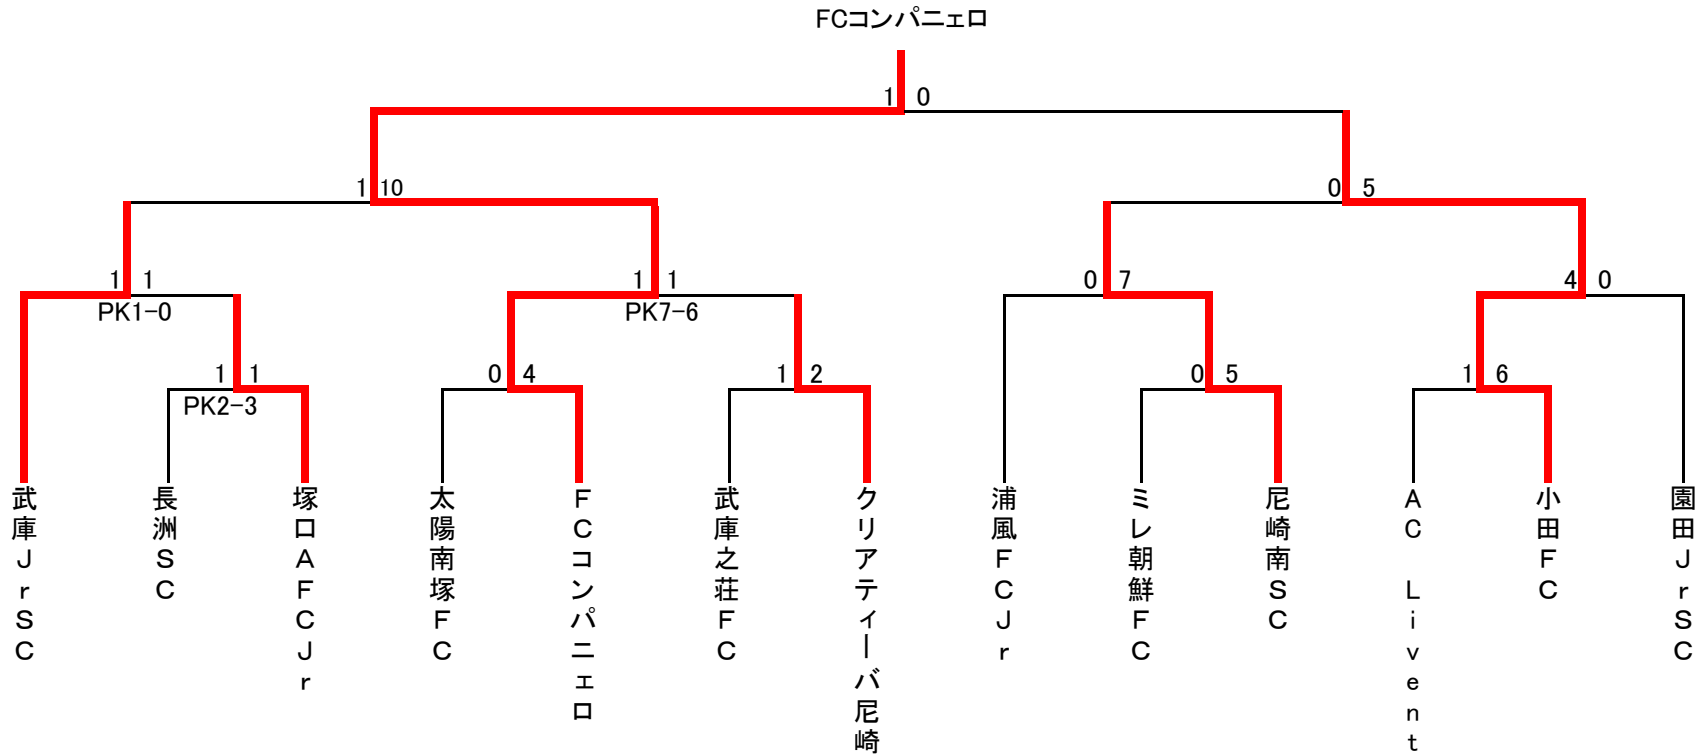 FCコンパニェロ
1 0
1 10
0 5
1 1
PK1-0
1 1
PK7-6
0 7
4 0
1 1
PK2-3
0 4
1 2
0 5
1 6
武庫JrSC
長洲SC
塚口AFCJr
太陽南塚FC
FCコンパニェロ
武庫之荘FC
クリアティーバ尼崎
浦風FCJr
ミレ朝鮮FC
尼崎南SC
AC Livent
小田FC
園田JrSC